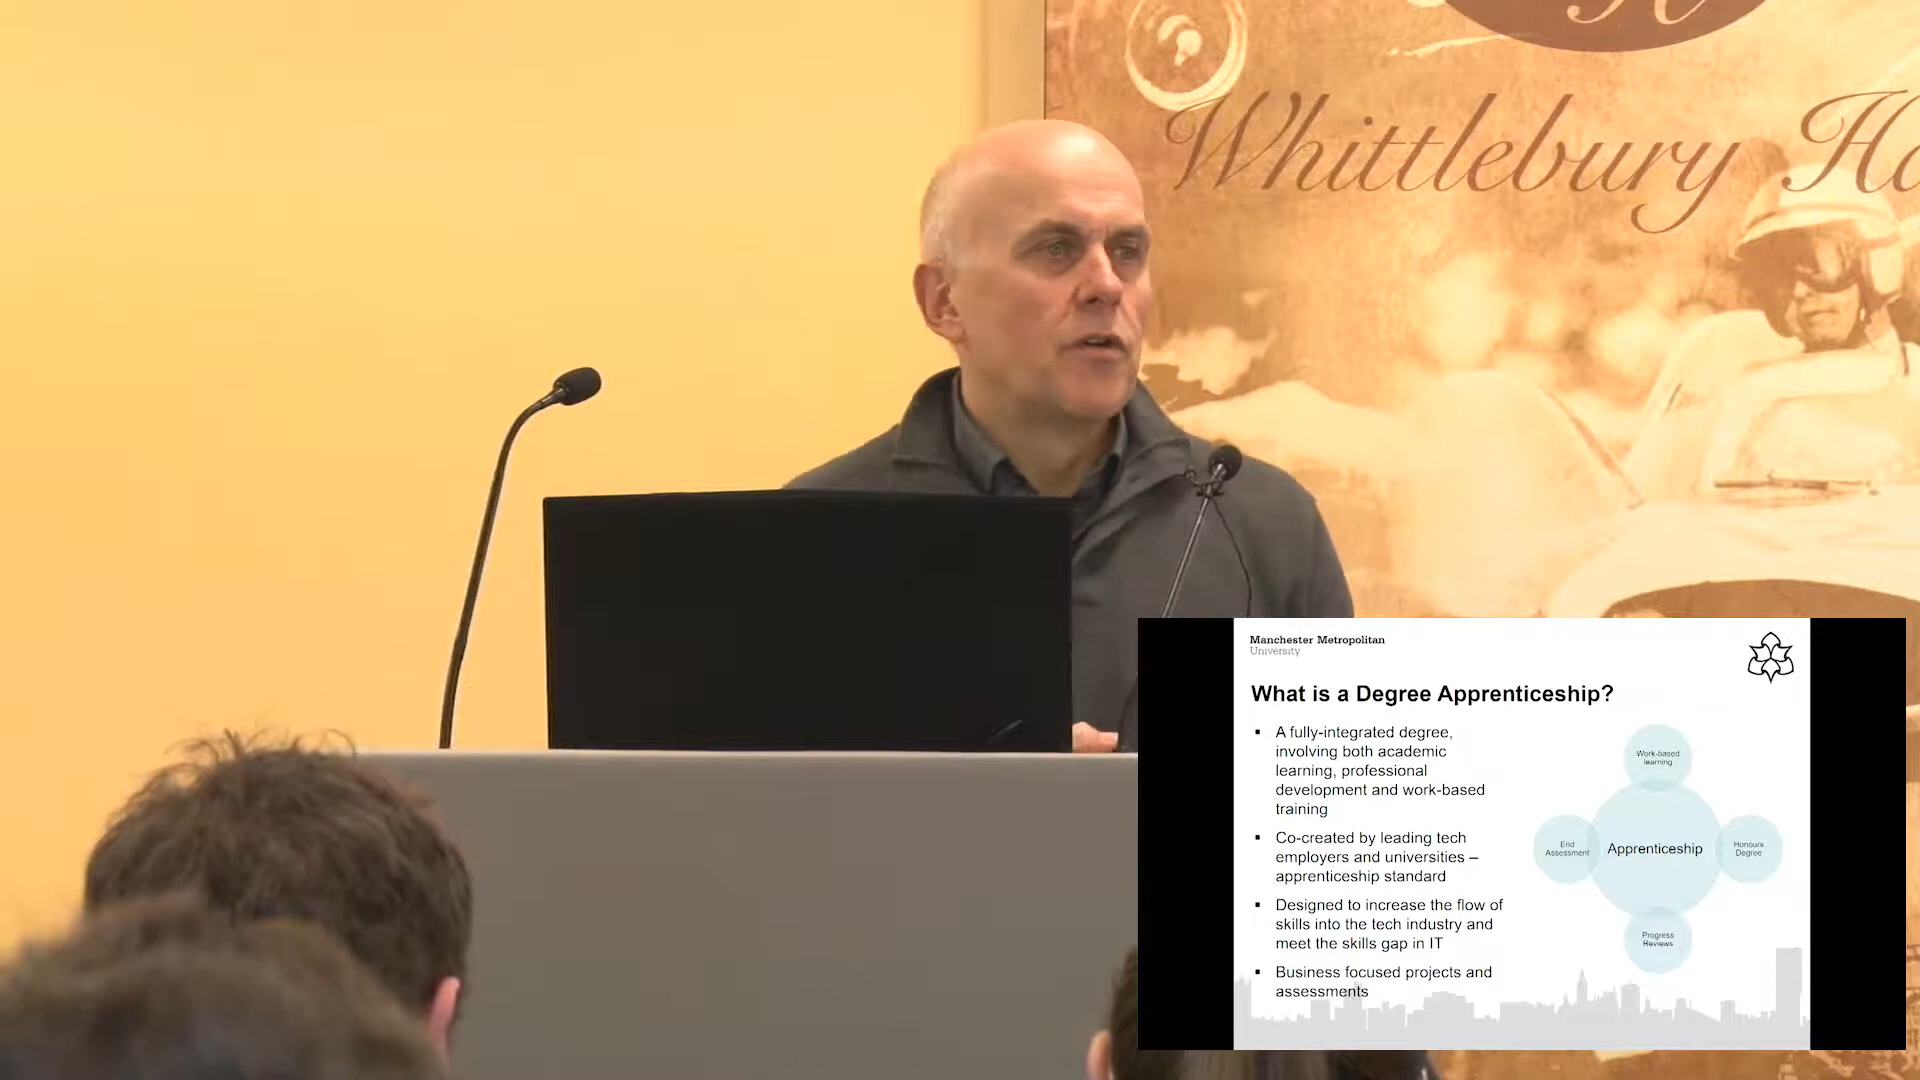 Whittlebury
Manchester Metropolitan
University
What is a Degree Apprenticeship?
▪ A fully-integrated degree,
involving both academic
learning, professional
development and work-based
training
▪ Co-created by leading tech
employers and universities –
apprenticeship standard
▪ Designed to increase the flow of
skills into the tech industry and
meet the skills gap in IT
▪ Business focused projects and
assessments
Work-based
learning
End
Assessment
Apprenticeship
Honours
Degree
Progress
Reviews